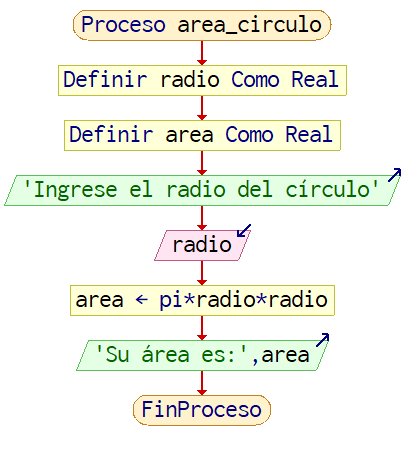 Proceso area_circulo
Definir radio Como Real
Definir area Como Real
'Ingrese el radio del círculo'
radio
area ← pi*radio*radio
'Su área es:',area
FinProceso